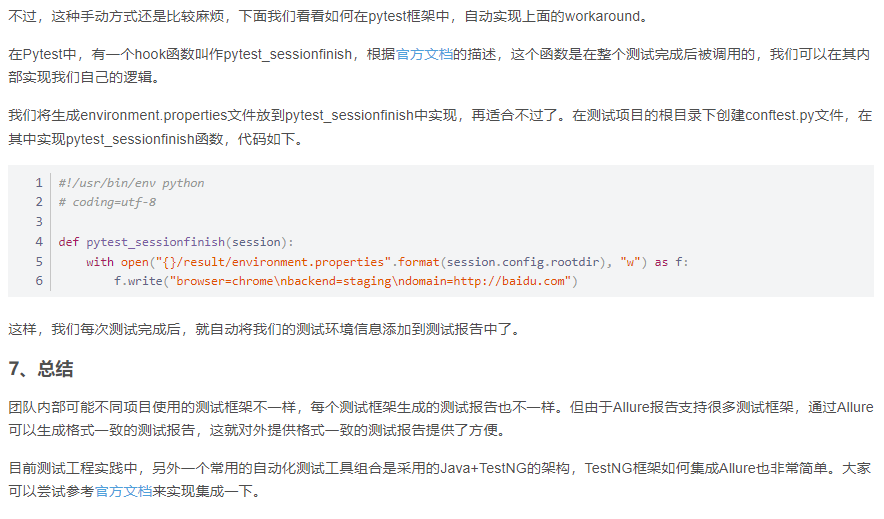 不过，这种手动方式还是比较麻烦，下面我们看看如何在pytest框架中，自动实现上面的workaround。
在Pytest中，有一个hook函数叫作pytest_sessionfinish，根据官方文档的描述，这个函数是在整个测试完成后被调用的，我们可以在其内
部实现我们自己的逻辑。
我们将生成environment.properties文件放到pytest_sessionfinish中实现，再适合不过了。在测试项目的根目录下创建conftest.py文件，在
其中实现pytest_sessionfinish函数，代码如下。
1 #!/usr/bin/env python
2 # coding=utf-8
3
4 def pytest_sessionfinish(session):
5     with open("{}/result/environment.properties".format(session.config.rootdir), "w") as f:
6         f.write("browser=chrome\nbackend=staging\ndomain=http://baidu.com")
这样，我们每次测试完成后，就自动将我们的测试环境信息添加到测试报告中了。
7、总结
团队内部可能不同项目使用的测试框架不一样，每个测试框架生成的测试报告也不一样。但由于Allure报告支持很多测试框架，通过Allure
可以生成格式一致的测试报告，这就对外提供格式一致的测试报告提供了方便。
目前测试工程实践中，另外一个常用的自动化测试工具组合是采用的Java+TestNG的架构，TestNG框架如何集成Allure也非常简单。大家
可以尝试参考官方文档来实现集成一下。